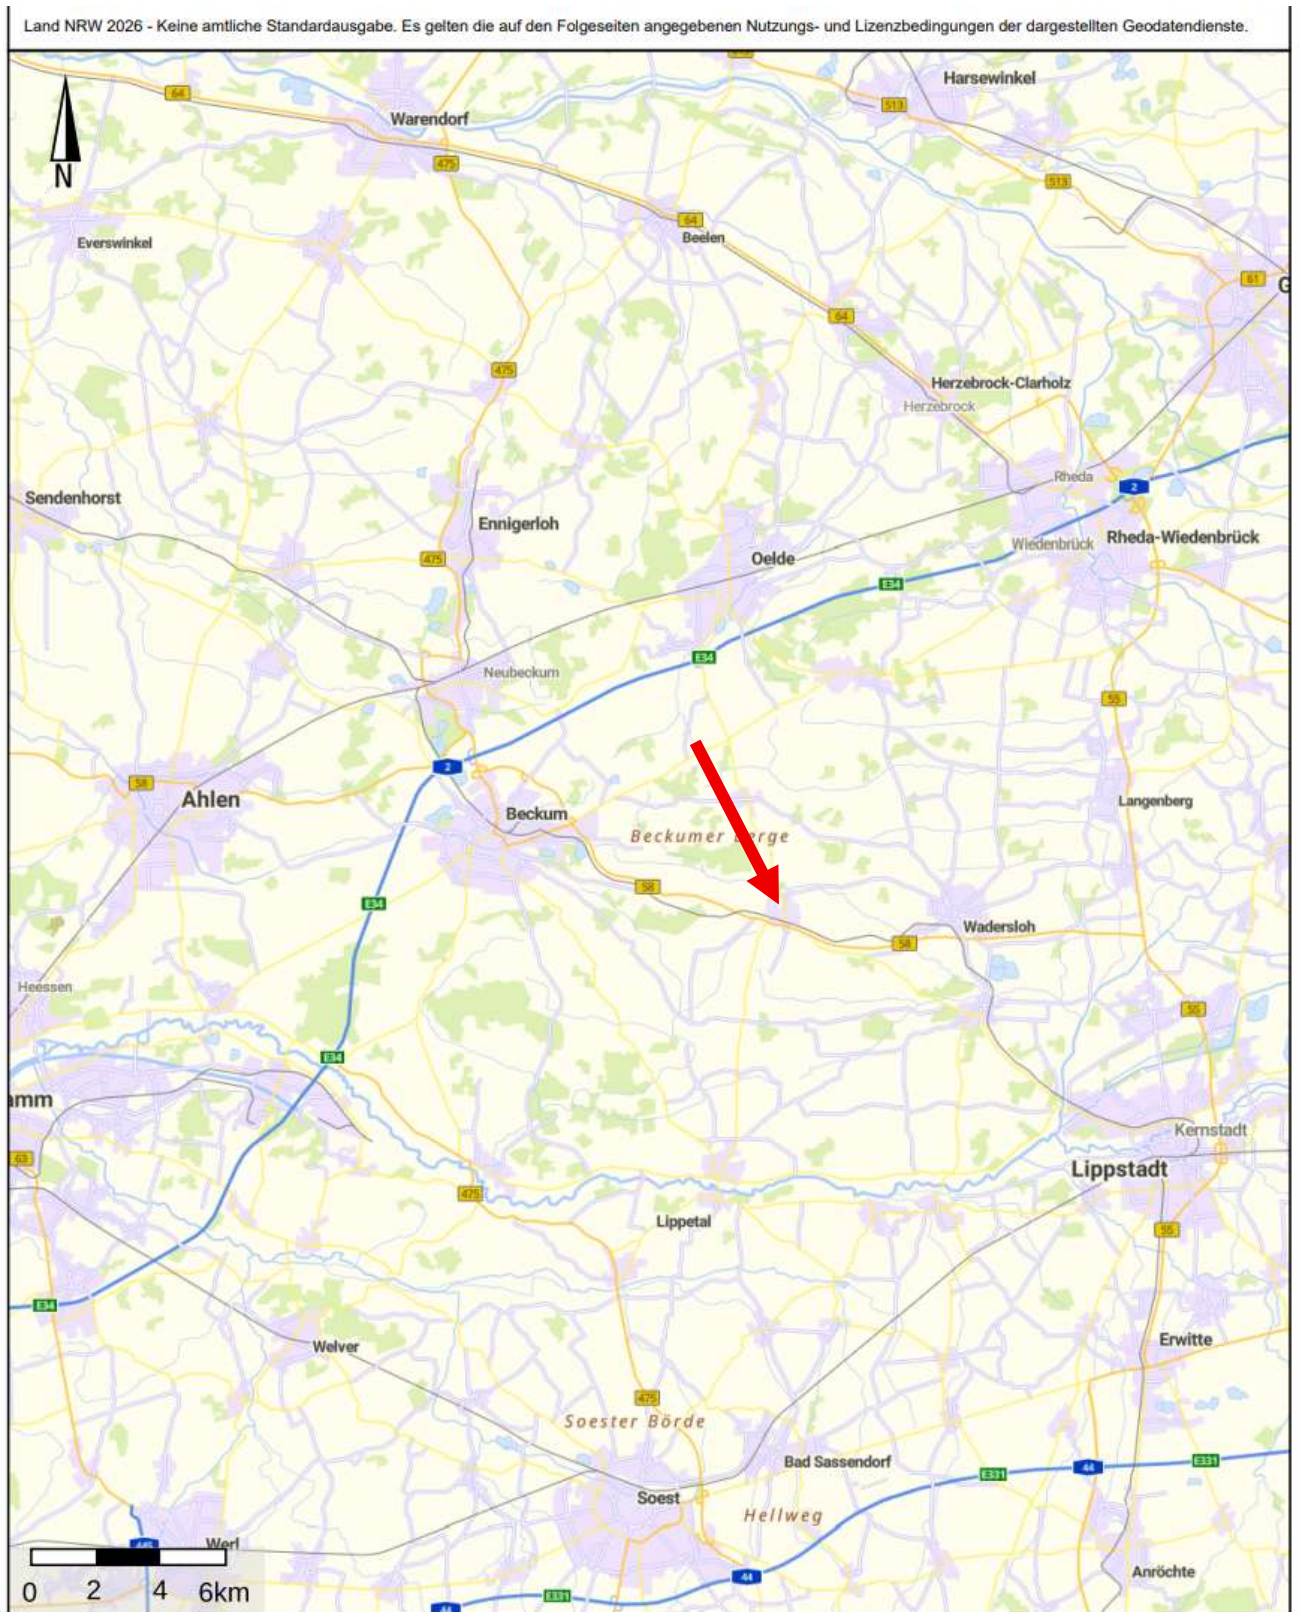 Land NRW 2026 - Keine amtliche Standardausgabe. Es gelten die auf den Folgeseiten angegebenen Nutzungs- und Lizenzbedingungen der dargestellten Geodatendienste.
Harsewinkel
64
513
Warendorf
475
N
513
64
Everswinkel
Beelen
61
G
64
475
Herzebrock-Clarholz
Herzebrock
Rheda
2
Sendenhorst
Ennigerloh
Rheda-Wiedenbrück
Wiedenbrück
475
Oelde
E34
E34
Neubeckum
55
2
58
Ahlen
Langenberg
Beckum
Beckumer
58
E34
Wadersloh
58
Heessen
55
E34
amm
Kernstadt
63
Lippstadt
475
Lippetal
55
E34
Erwitte
Welver
475
Soester Börde
Bad Sassendorf
E331
44
E331
Soest
Hellweg
Werl
445
0 2 4 6km
Anröchte
44
E331
44